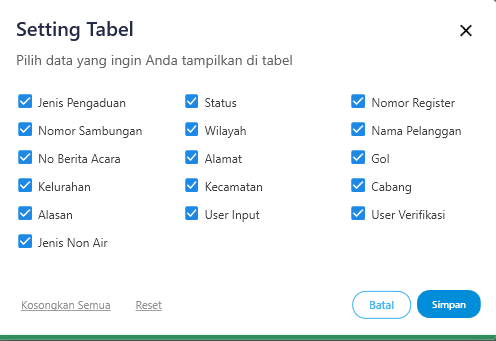 Setting Tabel
Pilih data yang ingin Anda tampilkan di tabel
Jenis Pengaduan Status Nomor Register
Nomor Sambungan Wilayah Nama Pelanggan
No Berita Acara Alamat Gol
Kelurahan Kecamatan Cabang
Alasan User Input User Verifikasi
Jenis Non Air
Kosongkan Semua Reset Batal Simpan